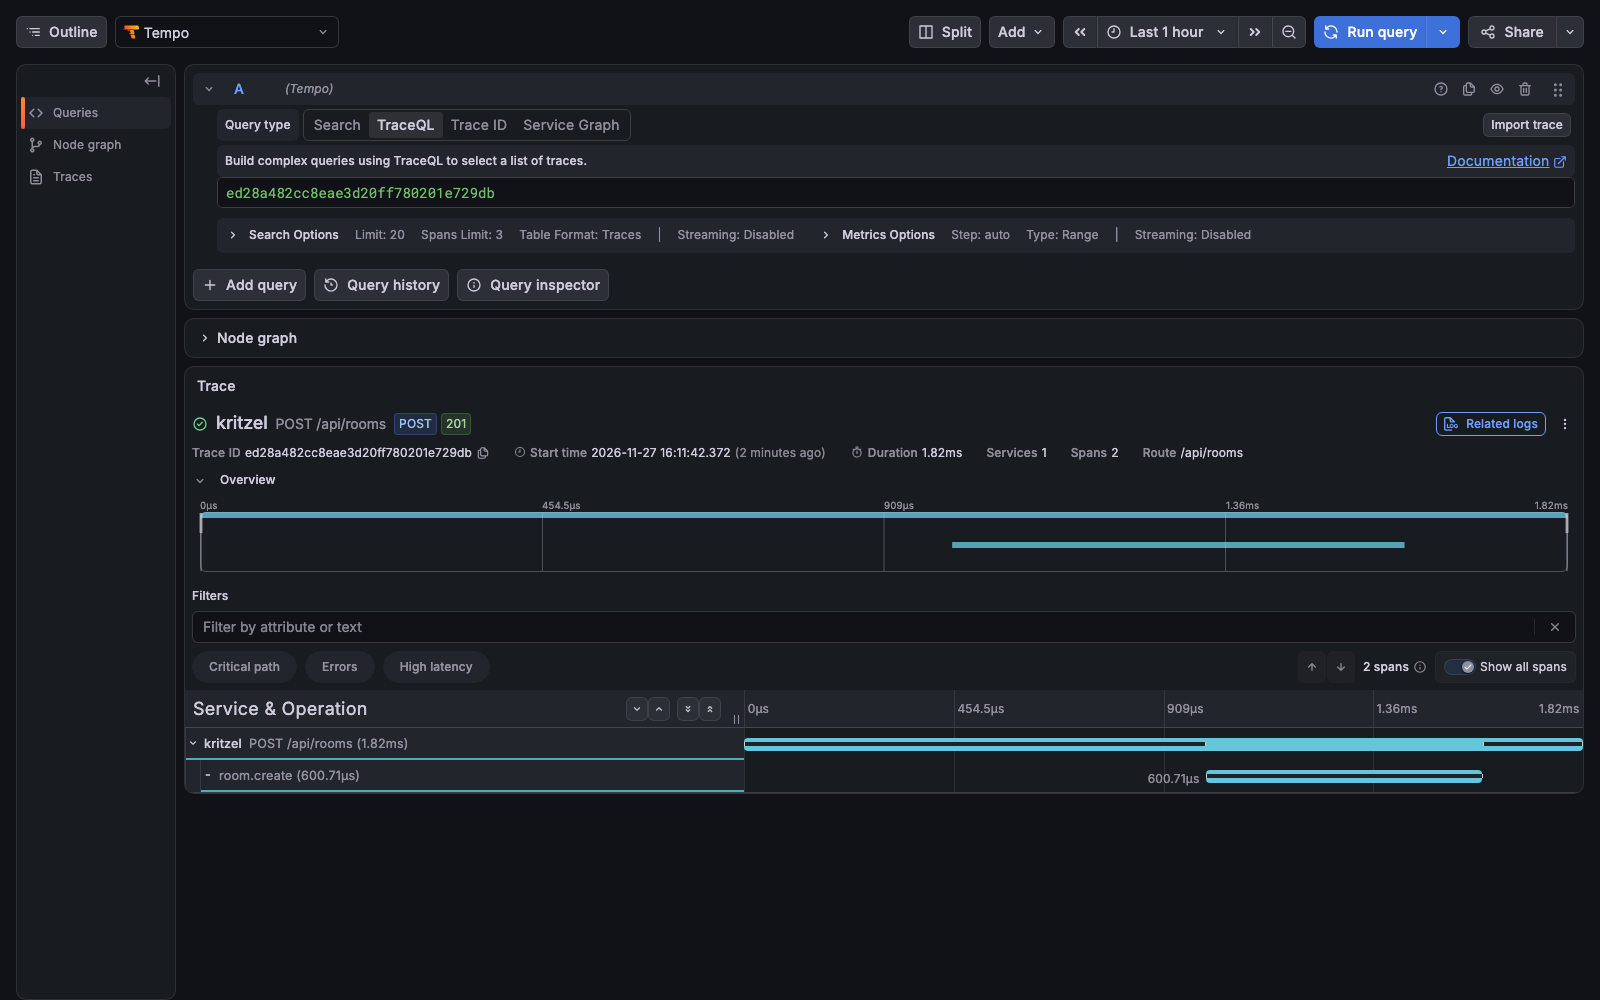 Outline
Tempo
Split
Add
Last 1 hour
Run query
Share
Queries
Node graph
Traces
A (Tempo)
Query type Search TraceQL Trace ID Service Graph Import trace
Build complex queries using TraceQL to select a list of traces. Documentation
ed28a482cc8eae3d20ff780201e729db
Search Options Limit: 20 Spans Limit: 3 Table Format: Traces | Streaming: Disabled Metrics Options Step: auto Type: Range | Streaming: Disabled
Add query Query history Query inspector
Node graph
Trace
kritzel POST /api/rooms POST 201 Related logs
Trace ID ed28a482cc8eae3d20ff780201e729db Start time 2026-11-27 16:11:42.372 (2 minutes ago) Duration 1.82ms Services 1 Spans 2 Route /api/rooms
Overview
0μs 454.5μs 909μs 1.36ms 1.82ms
Filters
Filter by attribute or text
Critical path Errors High latency 2 spans Show all spans
Service & Operation 0μs 454.5μs 909μs 1.36ms 1.82ms
kritzel POST /api/rooms (1.82ms)
room.create (600.71μs) 600.71μs